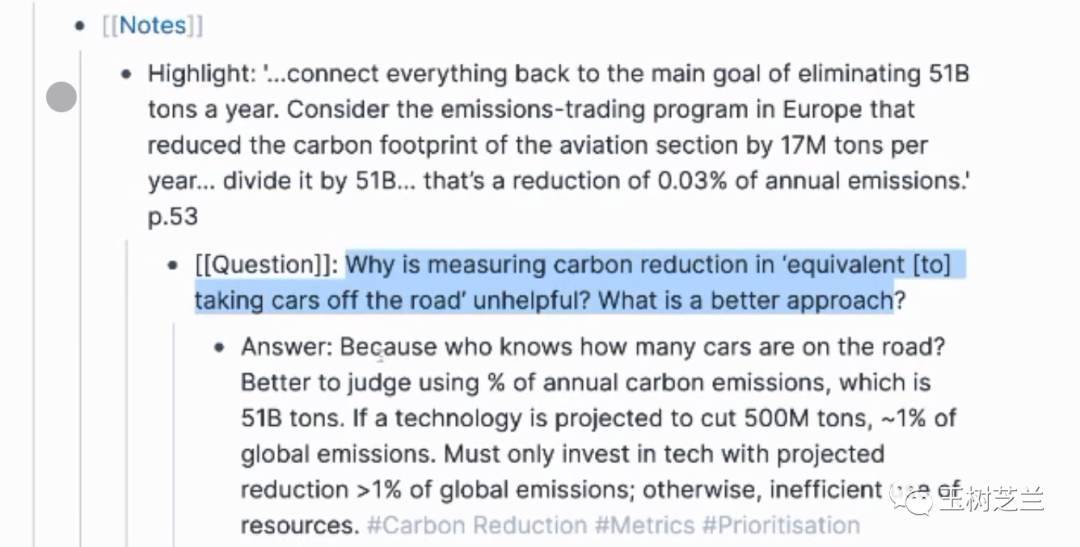 [[Notes]]
Highlight: '...connect everything back to the main goal of eliminating 51B
tons a year. Consider the emissions-trading program in Europe that
reduced the carbon footprint of the aviation section by 17M tons per
year... divide it by 51B... that's a reduction of 0.03% of annual emissions.'
p.53
[[Question]]: Why is measuring carbon reduction in 'equivalent [to]
taking cars off the road' unhelpful? What is a better approach?
Answer: Because who knows how many cars are on the road?
Better to judge using % of annual carbon emissions, which is
51B tons. If a technology is projected to cut 500M tons, ~1% of
global emissions. Must only invest in tech with projected
reduction >1% of global emissions; otherwise, inefficient use of
resources. #Carbon Reduction #Metrics #Prioritisation
玉树芝兰